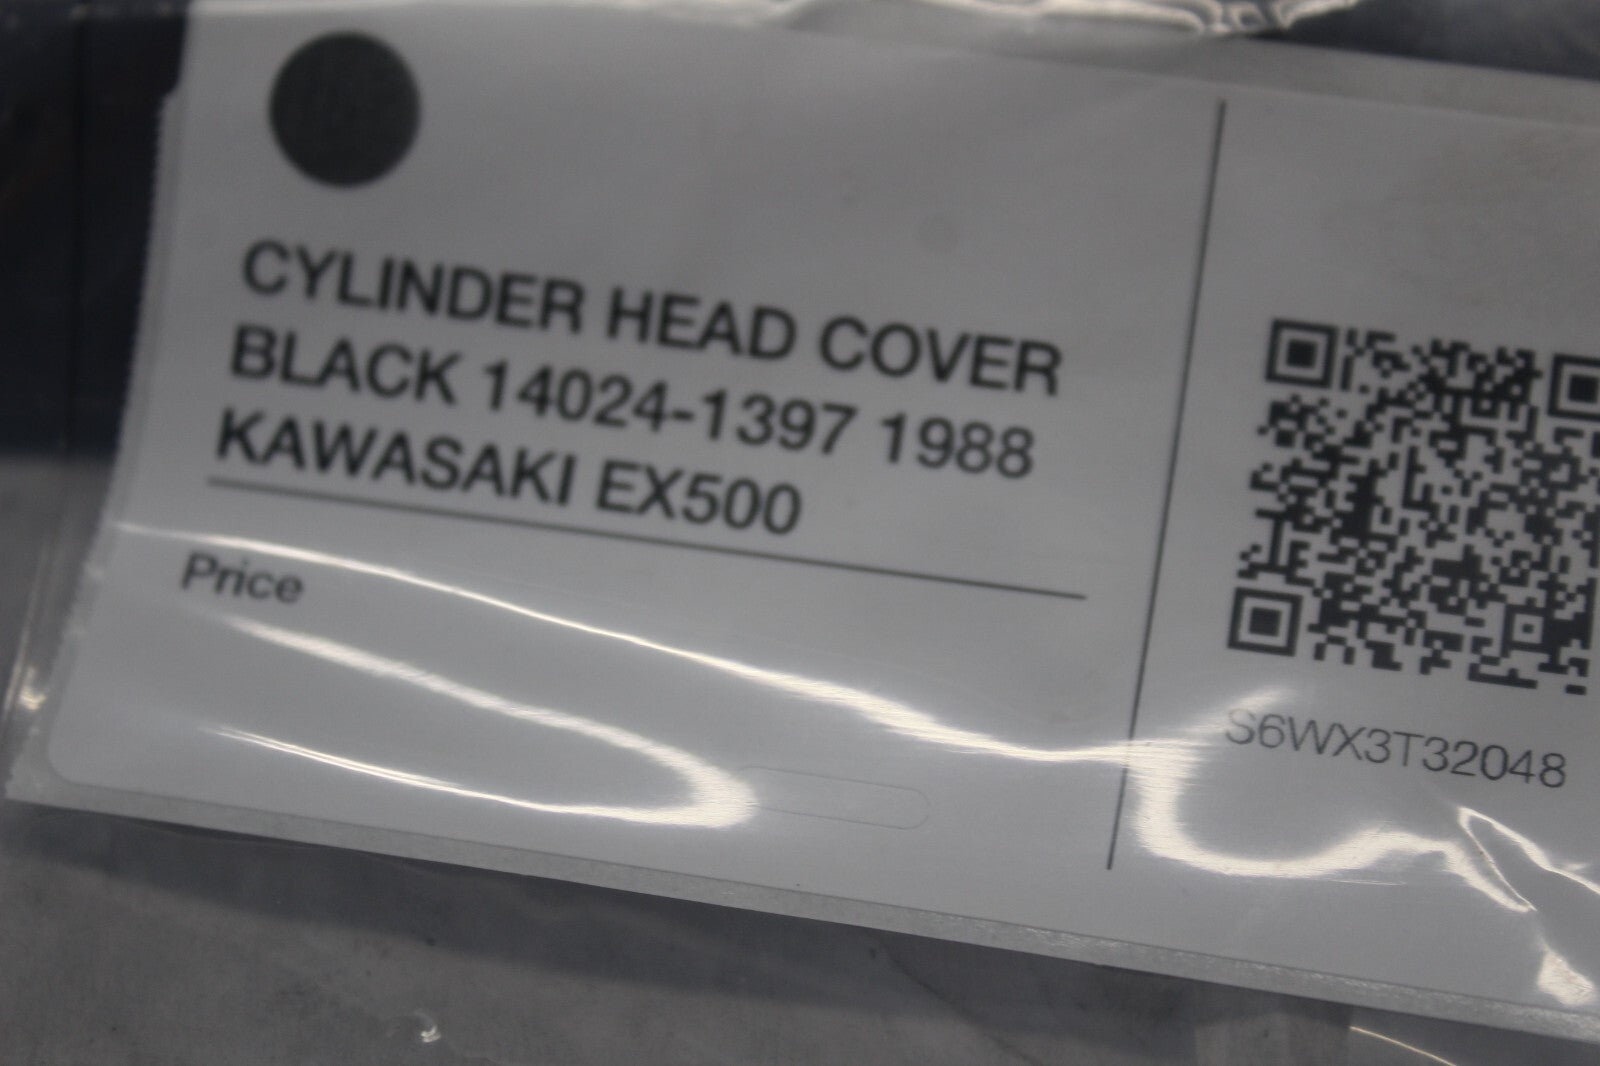 CYLINDER HEAD COVER
BLACK 14024-1397 1988
KAWASAKI EX500
Price
S6WX3T32048